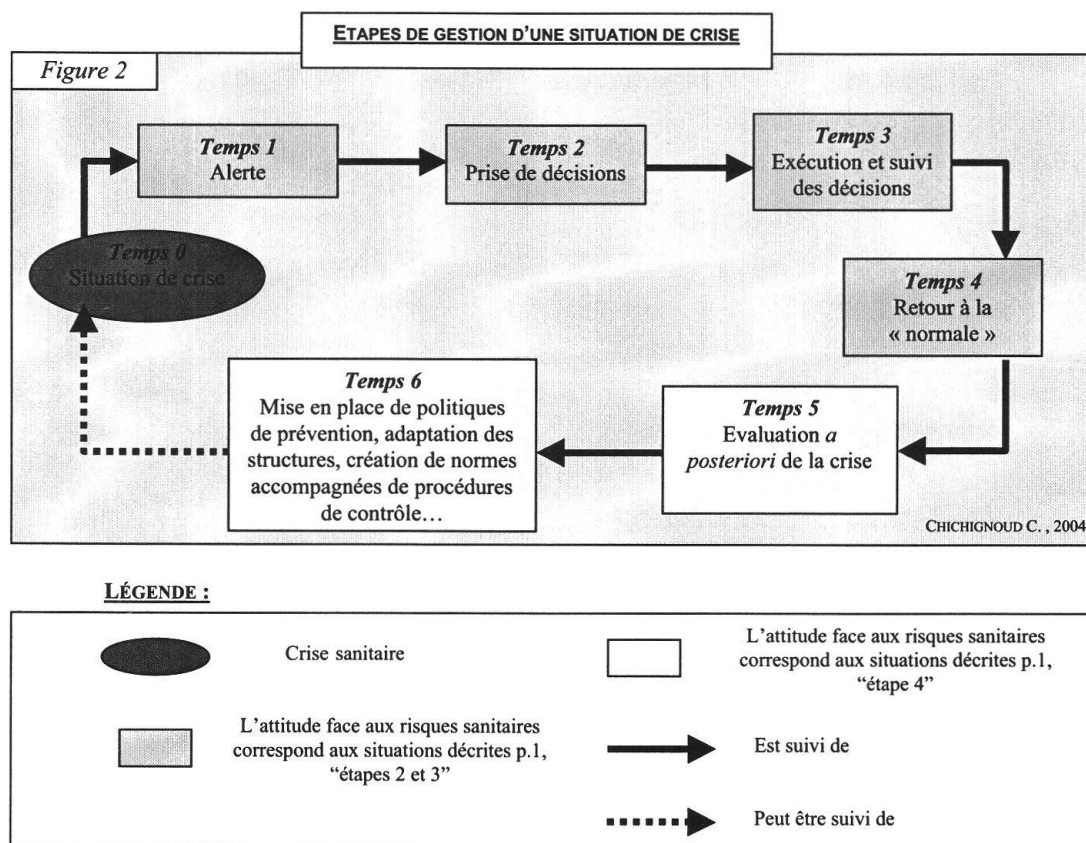 ETAPES DE GESTION D'UNE SITUATION DE CRISE
Figure 2
Temps 1
Alerte
Temps 2
Prise de décisions
Temps 3
Exécution et suivi
des décisions
Temps 0
Situation de crise
Temps 4
Retour à la
« normale »
Temps 6
Mise en place de politiques
de prévention, adaptation des
structures, création de normes
accompagnées de procédures
de contrôle…
Temps 5
Evaluation a
posteriori de la crise
CHICHIGNOUD C. , 2004
LÉGENDE :
Crise sanitaire
L'attitude face aux risques sanitaires
correspond aux situations décrites p.1,
“étape 4”
L'attitude face aux risques sanitaires
correspond aux situations décrites p.1,
“étapes 2 et 3”
Est suivi de
Peut être suivi de